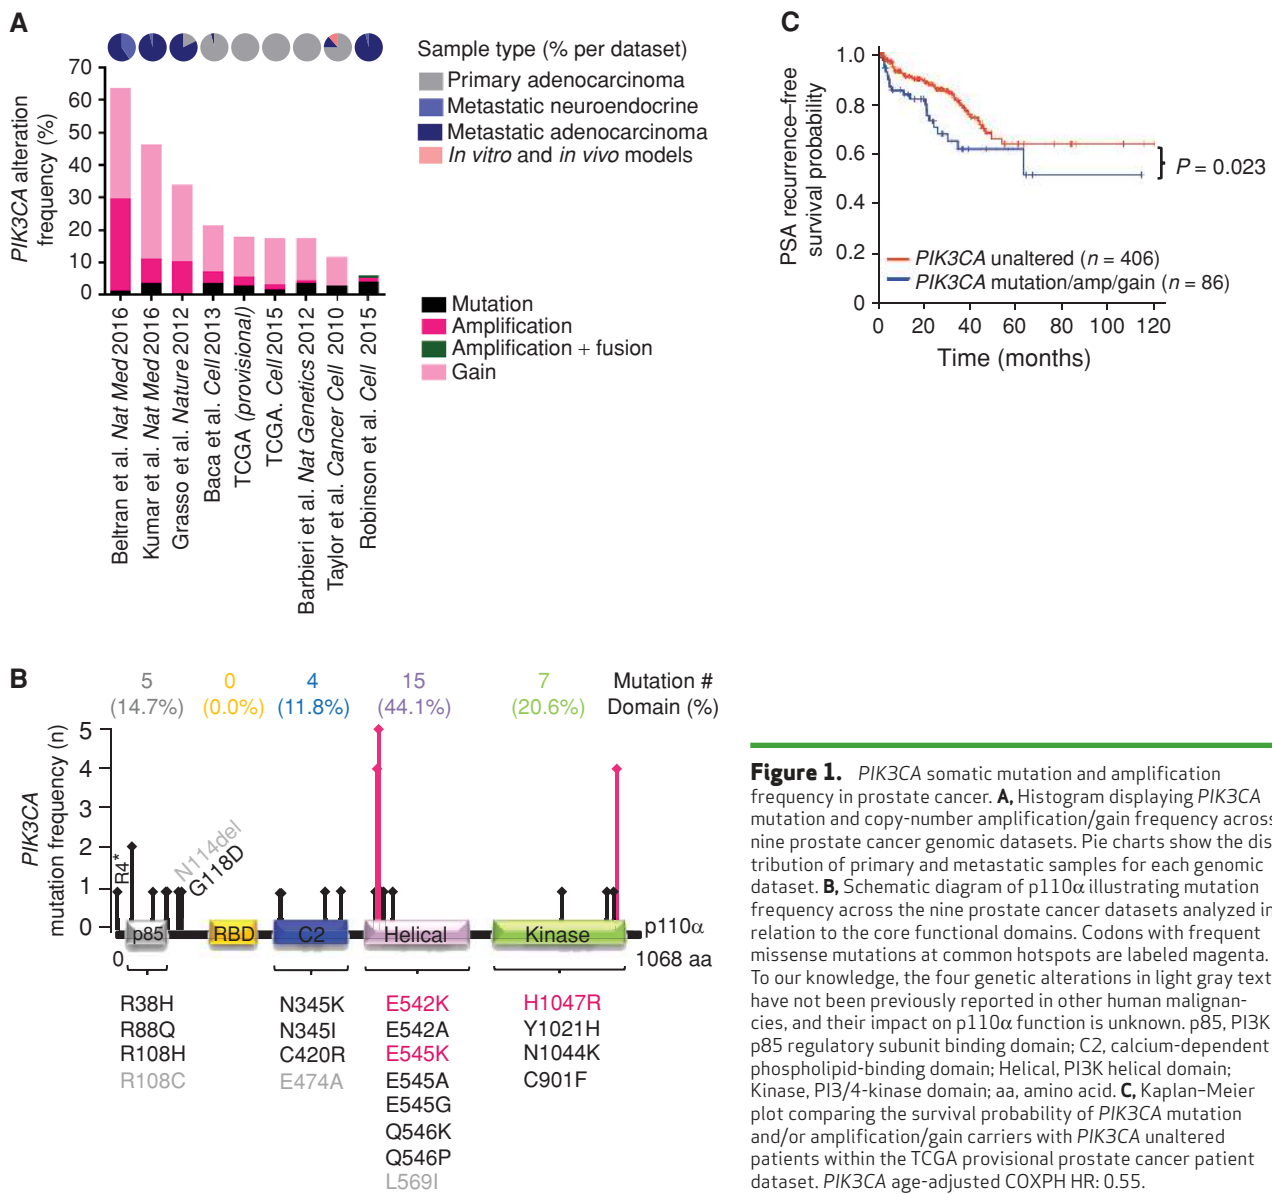 A
Sample type (% per dataset)
Primary adenocarcinoma
Metastatic neuroendocrine
Metastatic adenocarcinoma
In vitro and in vivo models
PIK3CA alteration
frequency (%)
70
60
50
40
30
20
10
0
Mutation
Amplification
Amplification + fusion
Gain
Beltran et al. Nat Med 2016
Kumar et al. Nat Med 2016
Grasso et al. Nature 2012
Baca et al. Cell 2013
TCGA (provisional)
TCGA. Cell 2015
Barbieri et al. Nat Genetics 2012
Taylor et al. Cancer Cell 2010
Robinson et al. Cell 2015
C
PSA recurrence–free
survival probability
1.0
0.8
0.6
0.4
0.2
0
P = 0.023
PIK3CA unaltered (n = 406)
PIK3CA mutation/amp/gain (n = 86)
0 20 40 60 80 100 120
Time (months)
B
5 0 4 15 7 Mutation #
(14.7%) (0.0%) (11.8%) (44.1%) (20.6%) Domain (%)
PIK3CA
mutation frequency (n)
5
4
3
2
1
0
R4*
N114del
G118D
p85 RBD C2 Helical Kinase p110α
0 1068 aa
R38H
R88Q
R108H
R108C
N345K
N345I
C420R
E474A
E542K
E542A
E545K
E545A
E545G
Q546K
Q546P
L569I
H1047R
Y1021H
N1044K
C901F
Figure 1. PIK3CA somatic mutation and amplification
frequency in prostate cancer. A, Histogram displaying PIK3CA
mutation and copy-number amplification/gain frequency across
nine prostate cancer genomic datasets. Pie charts show the dis-
tribution of primary and metastatic samples for each genomic
dataset. B, Schematic diagram of p110α illustrating mutation
frequency across the nine prostate cancer datasets analyzed in
relation to the core functional domains. Codons with frequent
missense mutations at common hotspots are labeled magenta.
To our knowledge, the four genetic alterations in light gray text
have not been previously reported in other human malignan-
cies, and their impact on p110α function is unknown. p85, PI3K
p85 regulatory subunit binding domain; C2, calcium-dependent
phospholipid-binding domain; Helical, PI3K helical domain;
Kinase, PI3/4-kinase domain; aa, amino acid. C, Kaplan–Meier
plot comparing the survival probability of PIK3CA mutation
and/or amplification/gain carriers with PIK3CA unaltered
patients within the TCGA provisional prostate cancer patient
dataset. PIK3CA age-adjusted COXPH HR: 0.55.